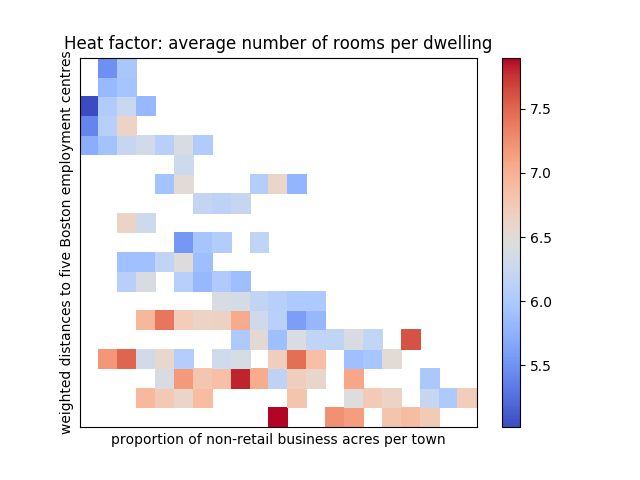 Heat factor: average number of rooms per dwelling
weighted distances to five Boston employment centres
proportion of non-retail business acres per town
7.5
7.0
6.5
6.0
5.5